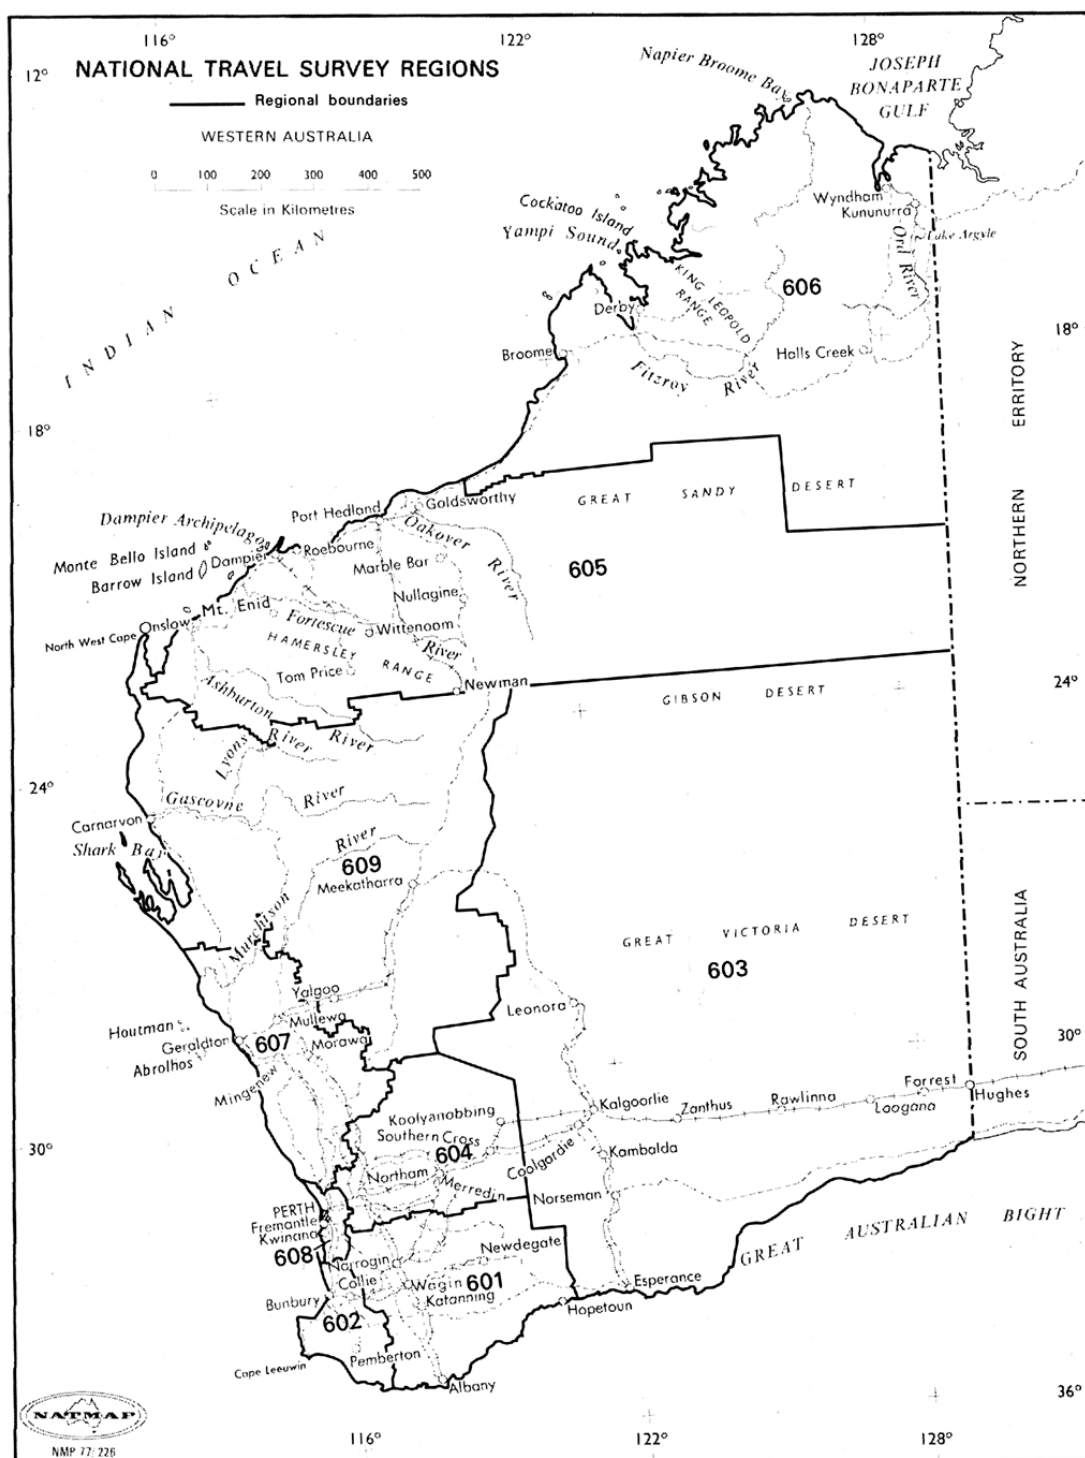 116°
122°
128°
12°
NATIONAL TRAVEL SURVEY REGIONS
Regional boundaries
WESTERN AUSTRALIA
0 100 200 300 400 500
Scale in Kilometres
Napier Broome Bay
JOSEPH
BONAPARTE
GULF
INDIAN OCEAN
Cockatoo Island
Yampi Sound
Wyndham
Kununurra
Lake Argyle
Ord River
KING LEOPOLD
RANGE
606
Derby
Broome
Halls Creek
Fitzroy River
18°
18°
NORTHERN ERRITORY
GREAT SANDY DESERT
Port Hedland
Goldsworthy
Dampier Archipelago
Monte Bello Island
Barrow Island
Dampier
Roebourne
Oakover River
Marble Bar
605
Nullagine
Mt. Enid
Onslow
North West Cape
Fortescue River
Wittenoom
HAMERSLEY RANGE
Tom Price
Newman
Ashburton River
GIBSON DESERT
24°
Lyons River
24°
Gascoyne River
Carnarvon
Shark Bay
Murchison River
609
Meekatharra
GREAT VICTORIA DESERT
603
SOUTH AUSTRALIA
Yalgoo
Leonora
Mullewa
Houtman
Abrolhos
Geraldton
607
Morawa
Mingenew
30°
Forrest
Hughes
Loogana
Rawlinna
Zanthus
Kalgoorlie
Koolyanobbing
Southern Cross
604
Coolgardie
Kambalda
30°
Northam
Merredin
Norseman
PERTH
Fremantle
Kwinana
608
GREAT AUSTRALIAN BIGHT
Narrogin
Newdegate
Collie
Wagin
601
Esperance
Bunbury
Katanning
Hopetoun
602
Pemberton
Cape Leeuwin
Albany
36°
NATMAP
NMP 77/226
116°
122°
128°